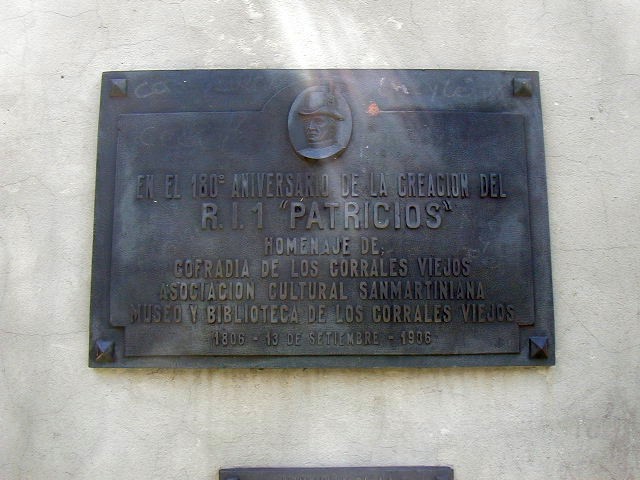 EN EL 180° ANIVERSARIO DE LA CREACION DEL
R.I.1 "PATRICIOS"
HOMENAJE DE:
COFRADIA DE LOS CORRALES VIEJOS
ASOCIACION CULTURAL SANMARTINIANA
MUSEO Y BIBLIOTECA DE LOS CORRALES VIEJOS
1806 - 13 DE SETIEMBRE - 1986